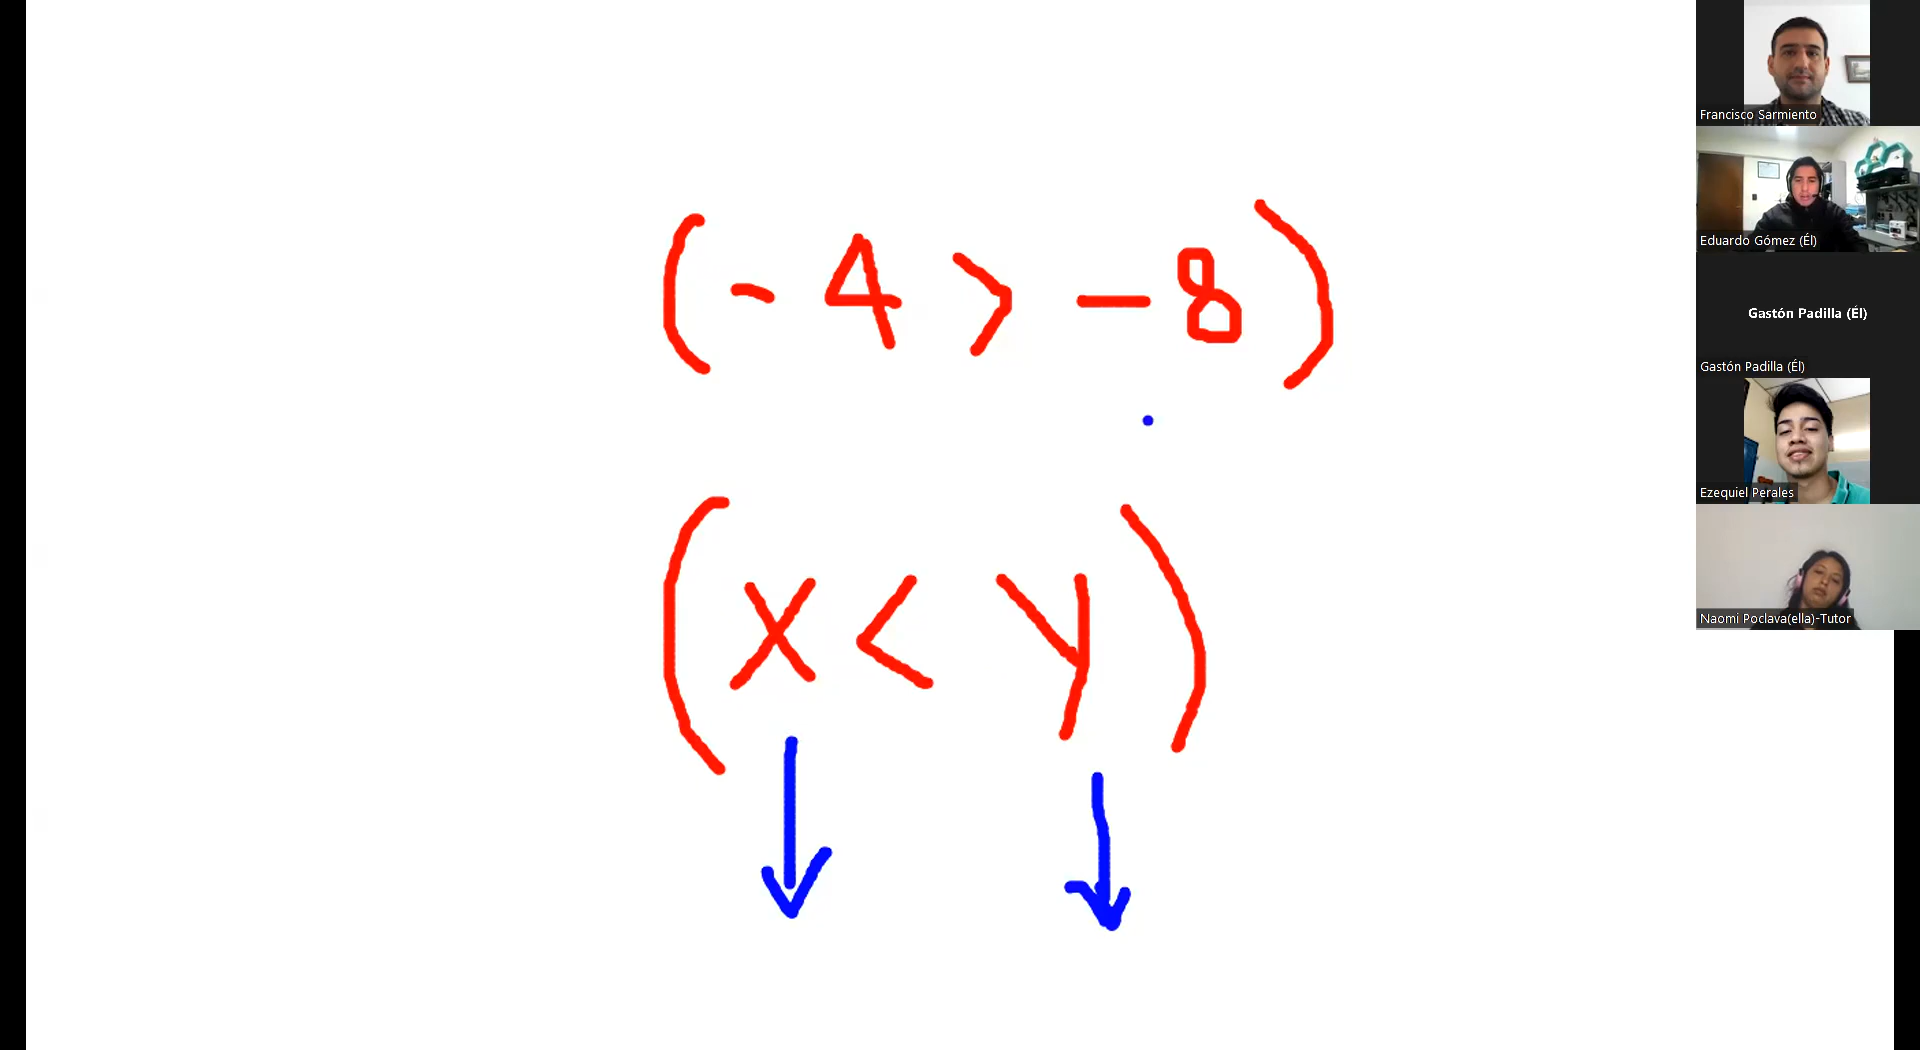 (- 4 > - 8)
(x < y)
Francisco Sarmiento
Eduardo Gómez (Él)
Gastón Padilla (Él)
Gastón Padilla (Él)
Ezequiel Perales
Naomi Poclava(ella)-Tutor